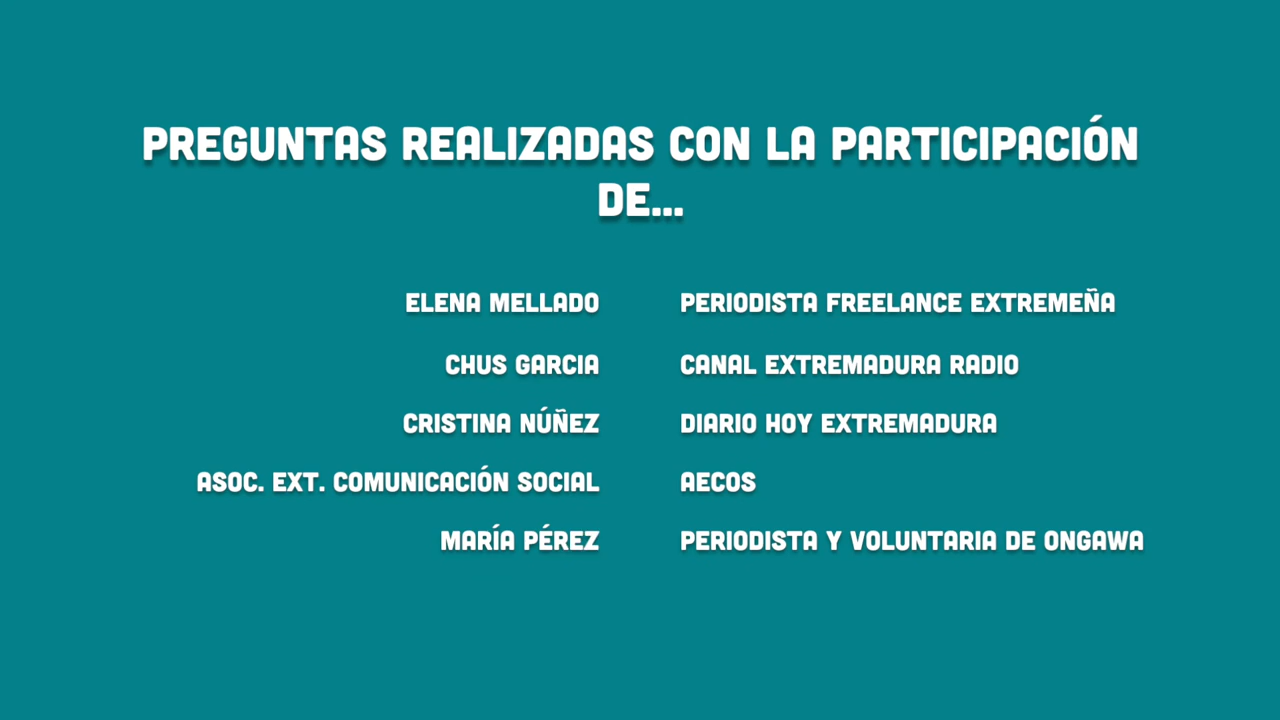 PREGUNTAS REALIZADAS CON LA PARTICIPACIÓN
DE...
ELENA MELLADO PERIODISTA FREELANCE EXTREMEÑA
CHUS GARCIA CANAL EXTREMADURA RADIO
CRISTINA NÚÑEZ DIARIO HOY EXTREMADURA
ASOC. EXT. COMUNICACIÓN SOCIAL AECOS
MARÍA PÉREZ PERIODISTA Y VOLUNTARIA DE ONGAWA